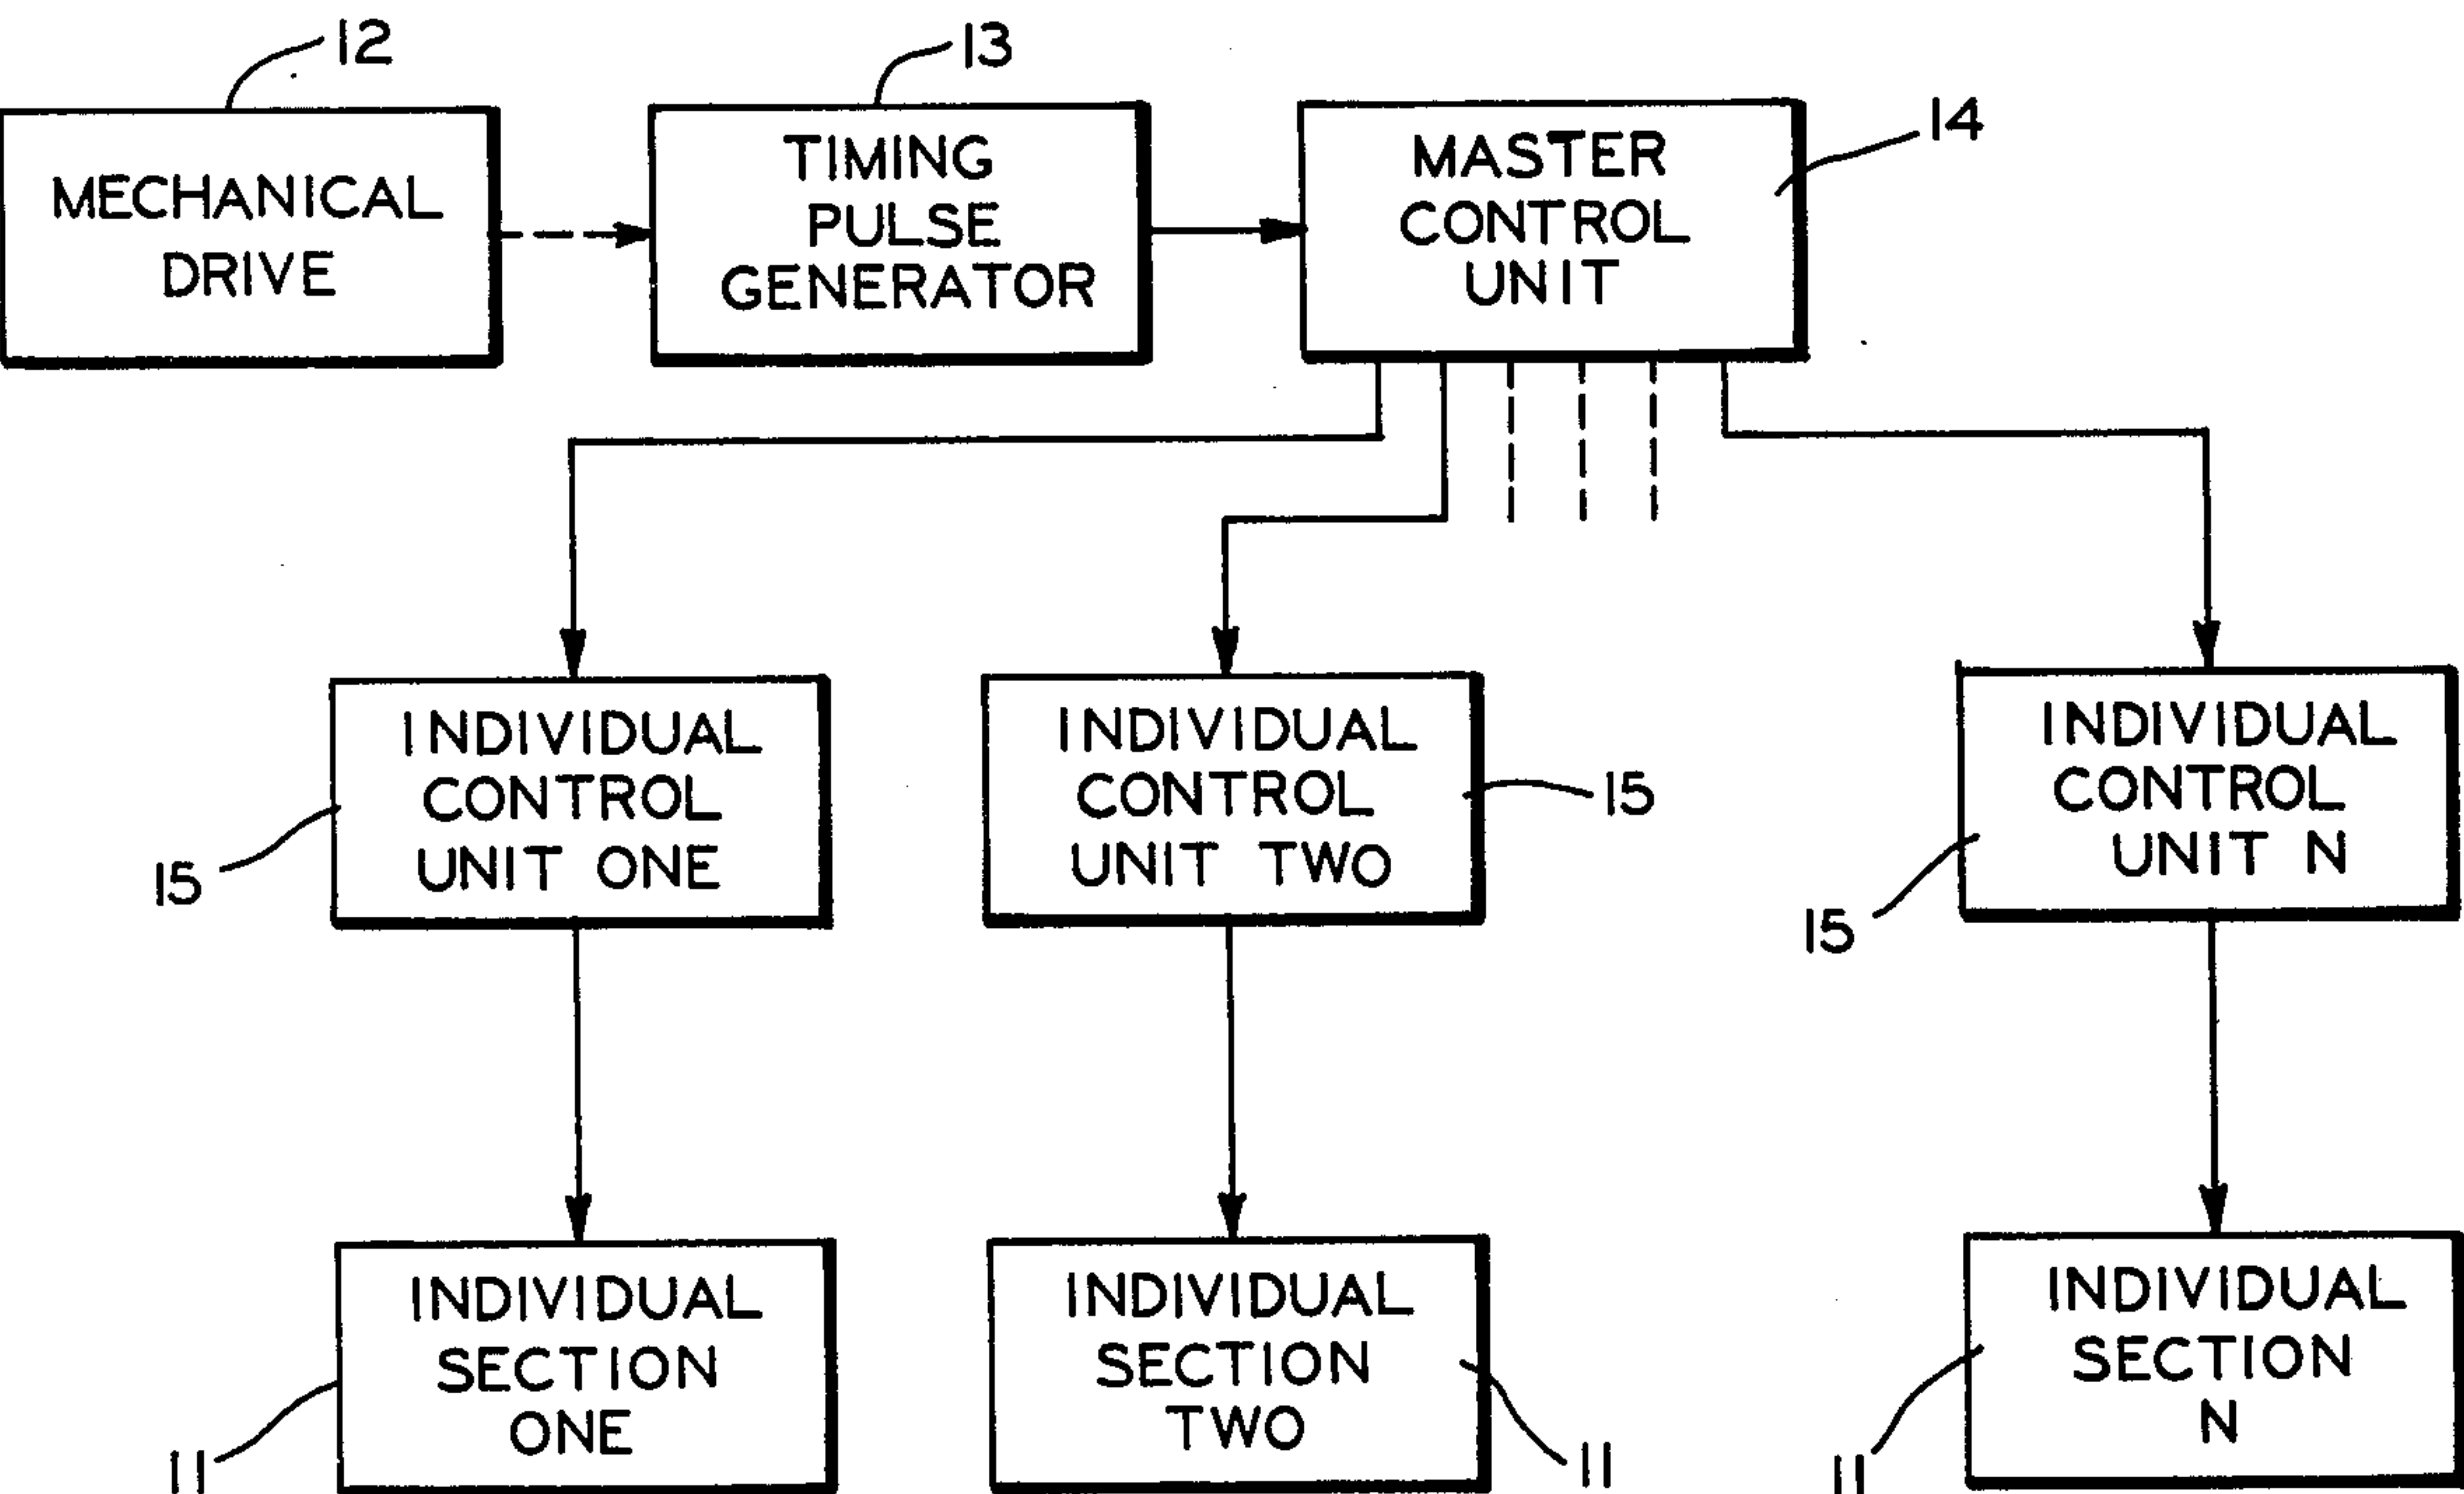 12
13
14
MECHANICAL
DRIVE
TIMING
PULSE
GENERATOR
MASTER
CONTROL
UNIT
INDIVIDUAL
CONTROL
UNIT ONE
15
INDIVIDUAL
CONTROL
UNIT TWO
15
INDIVIDUAL
CONTROL
UNIT N
15
INDIVIDUAL
SECTION
ONE
11
INDIVIDUAL
SECTION
TWO
11
INDIVIDUAL
SECTION
N
11